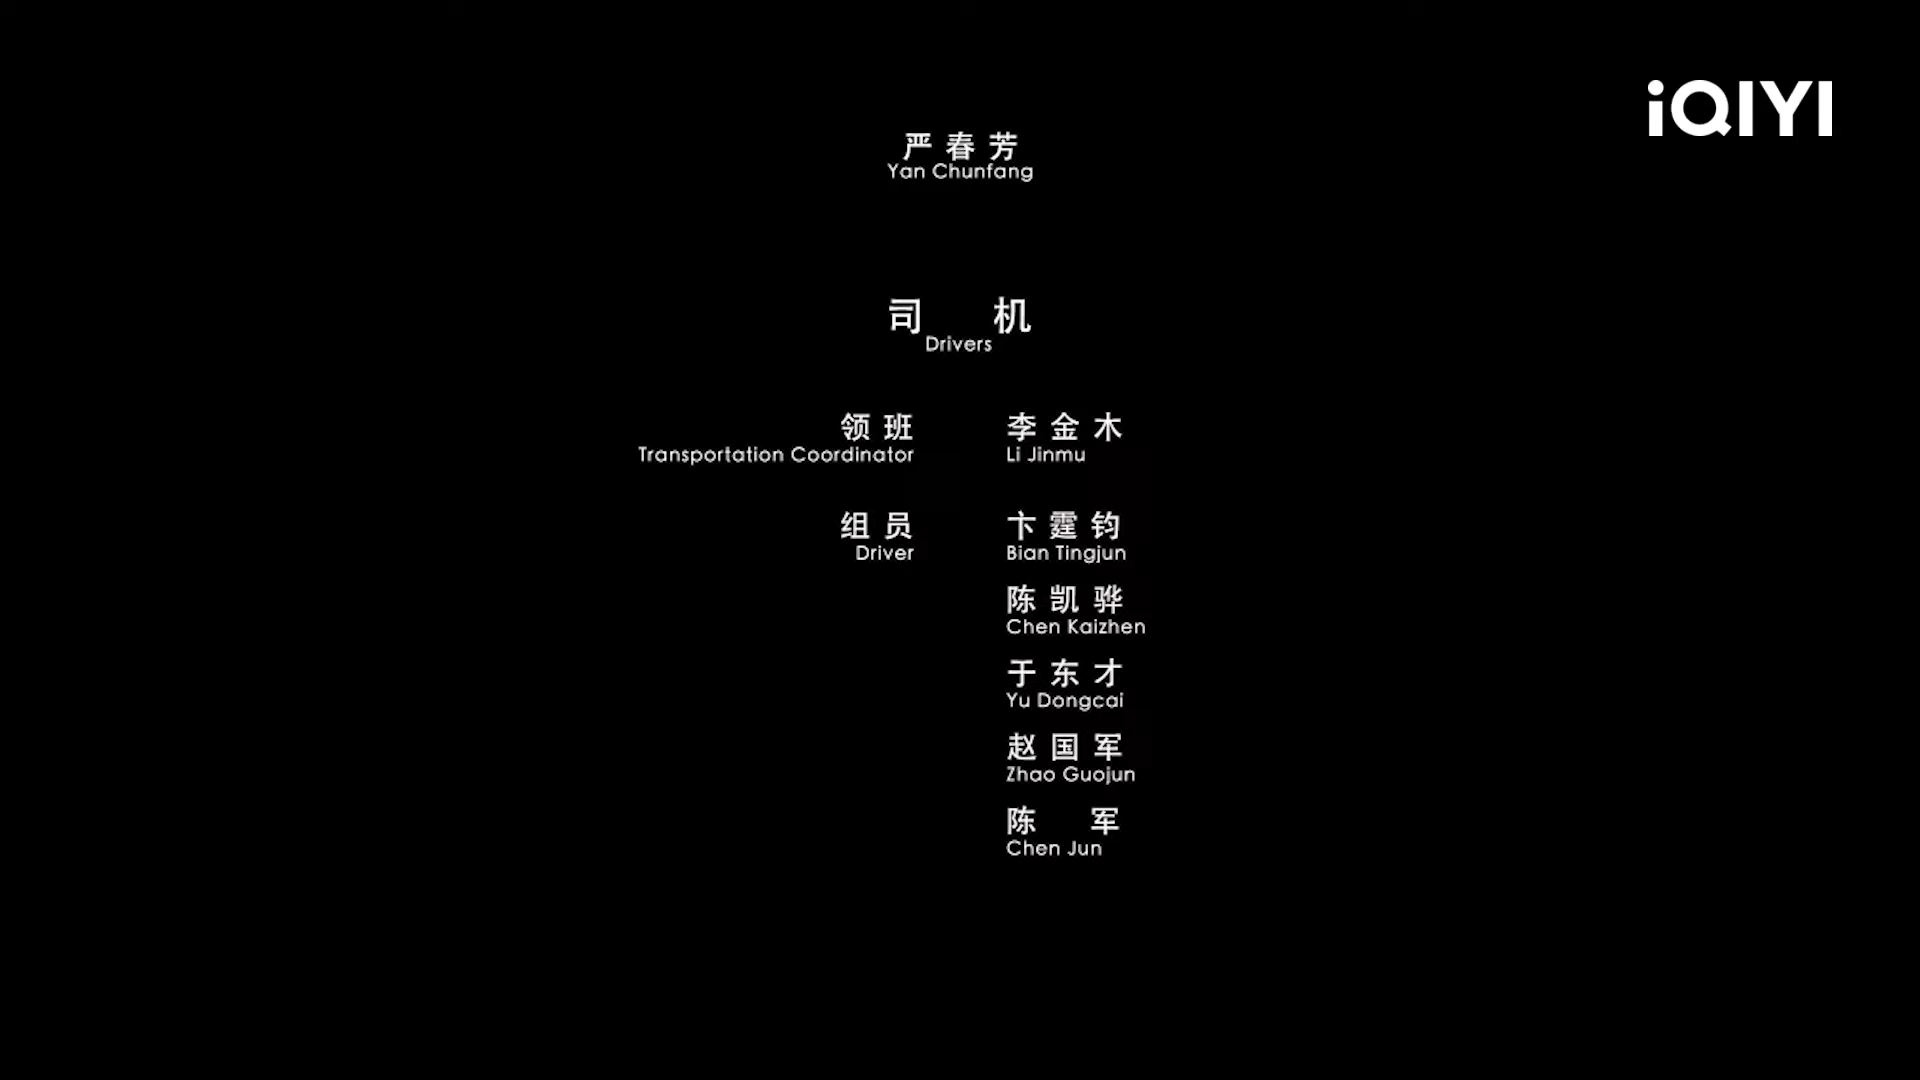 iQIYI
严春芳
Yan Chunfang
司 机
Drivers
领班 李金木
Transportation Coordinator Li Jinmu
组员 卞霆钧
Driver Bian Tingjun
陈凯骅
Chen Kaizhen
于东才
Yu Dongcai
赵国军
Zhao Guojun
陈 军
Chen Jun